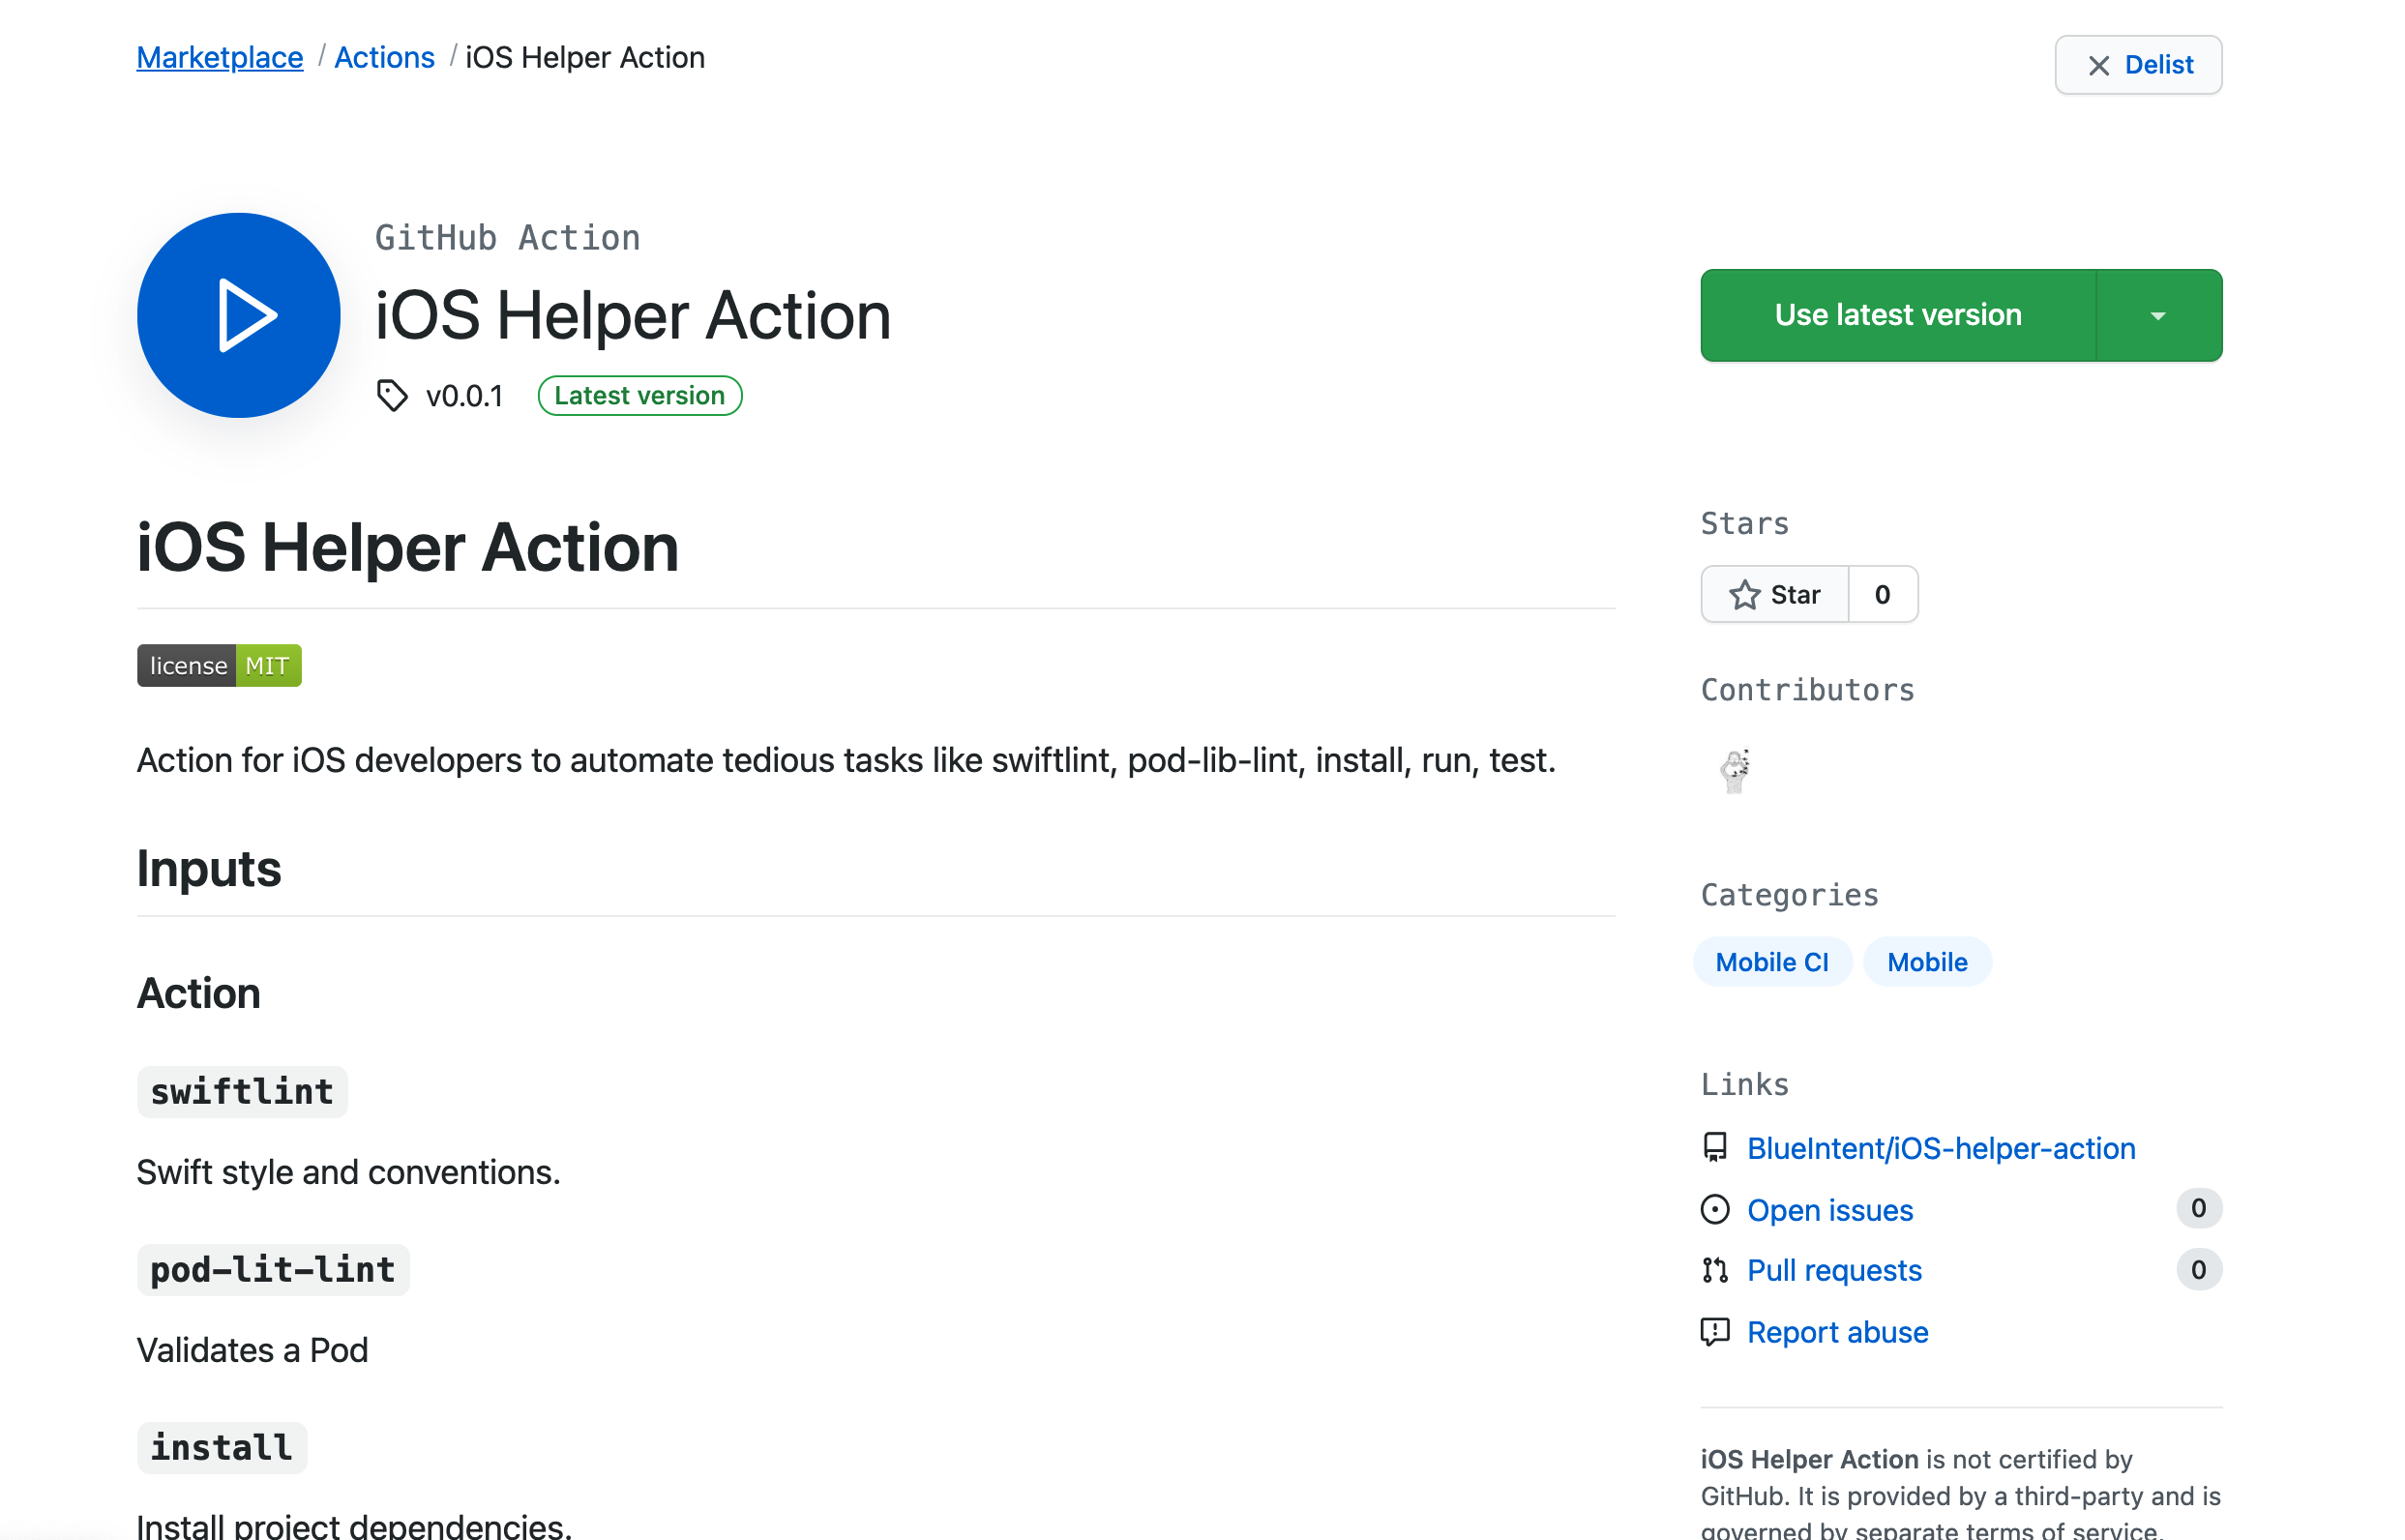 Marketplace / Actions / iOS Helper Action
Delist
GitHub Action
iOS Helper Action
v0.0.1 Latest version
Use latest version
iOS Helper Action
license MIT
Action for iOS developers to automate tedious tasks like swiftlint, pod-lib-lint, install, run, test.
Inputs
Action
swiftlint
Swift style and conventions.
pod-lit-lint
Validates a Pod
install
Install project dependencies.
Stars
Star 0
Contributors
Categories
Mobile CI Mobile
Links
BlueIntent/iOS-helper-action
Open issues 0
Pull requests 0
Report abuse
iOS Helper Action is not certified by
GitHub. It is provided by a third-party and is
governed by separate terms of service,